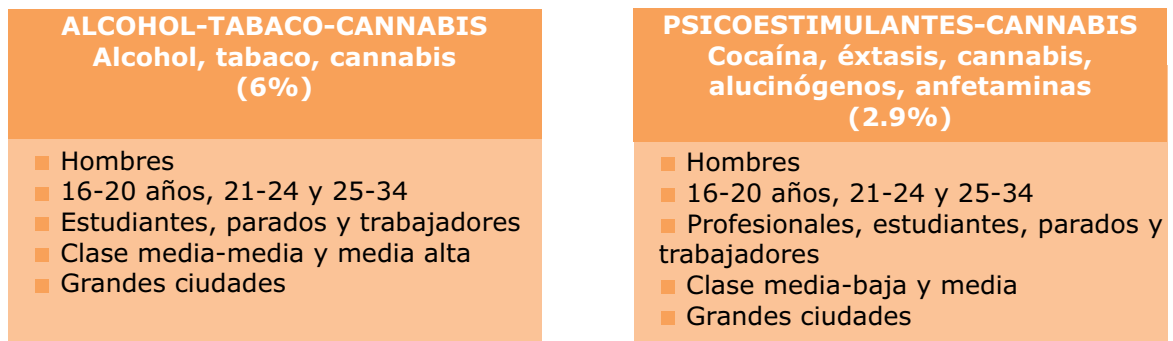 ALCOHOL-TABACO-CANNABIS
Alcohol, tabaco, cannabis
(6%)
■ Hombres
■ 16-20 años, 21-24 y 25-34
■ Estudiantes, parados y trabajadores
■ Clase media-media y media alta
■ Grandes ciudades
PSICOESTIMULANTES-CANNABIS
Cocaína, éxtasis, cannabis,
alucinógenos, anfetaminas
(2.9%)
■ Hombres
■ 16-20 años, 21-24 y 25-34
■ Profesionales, estudiantes, parados y
trabajadores
■ Clase media-baja y media
■ Grandes ciudades